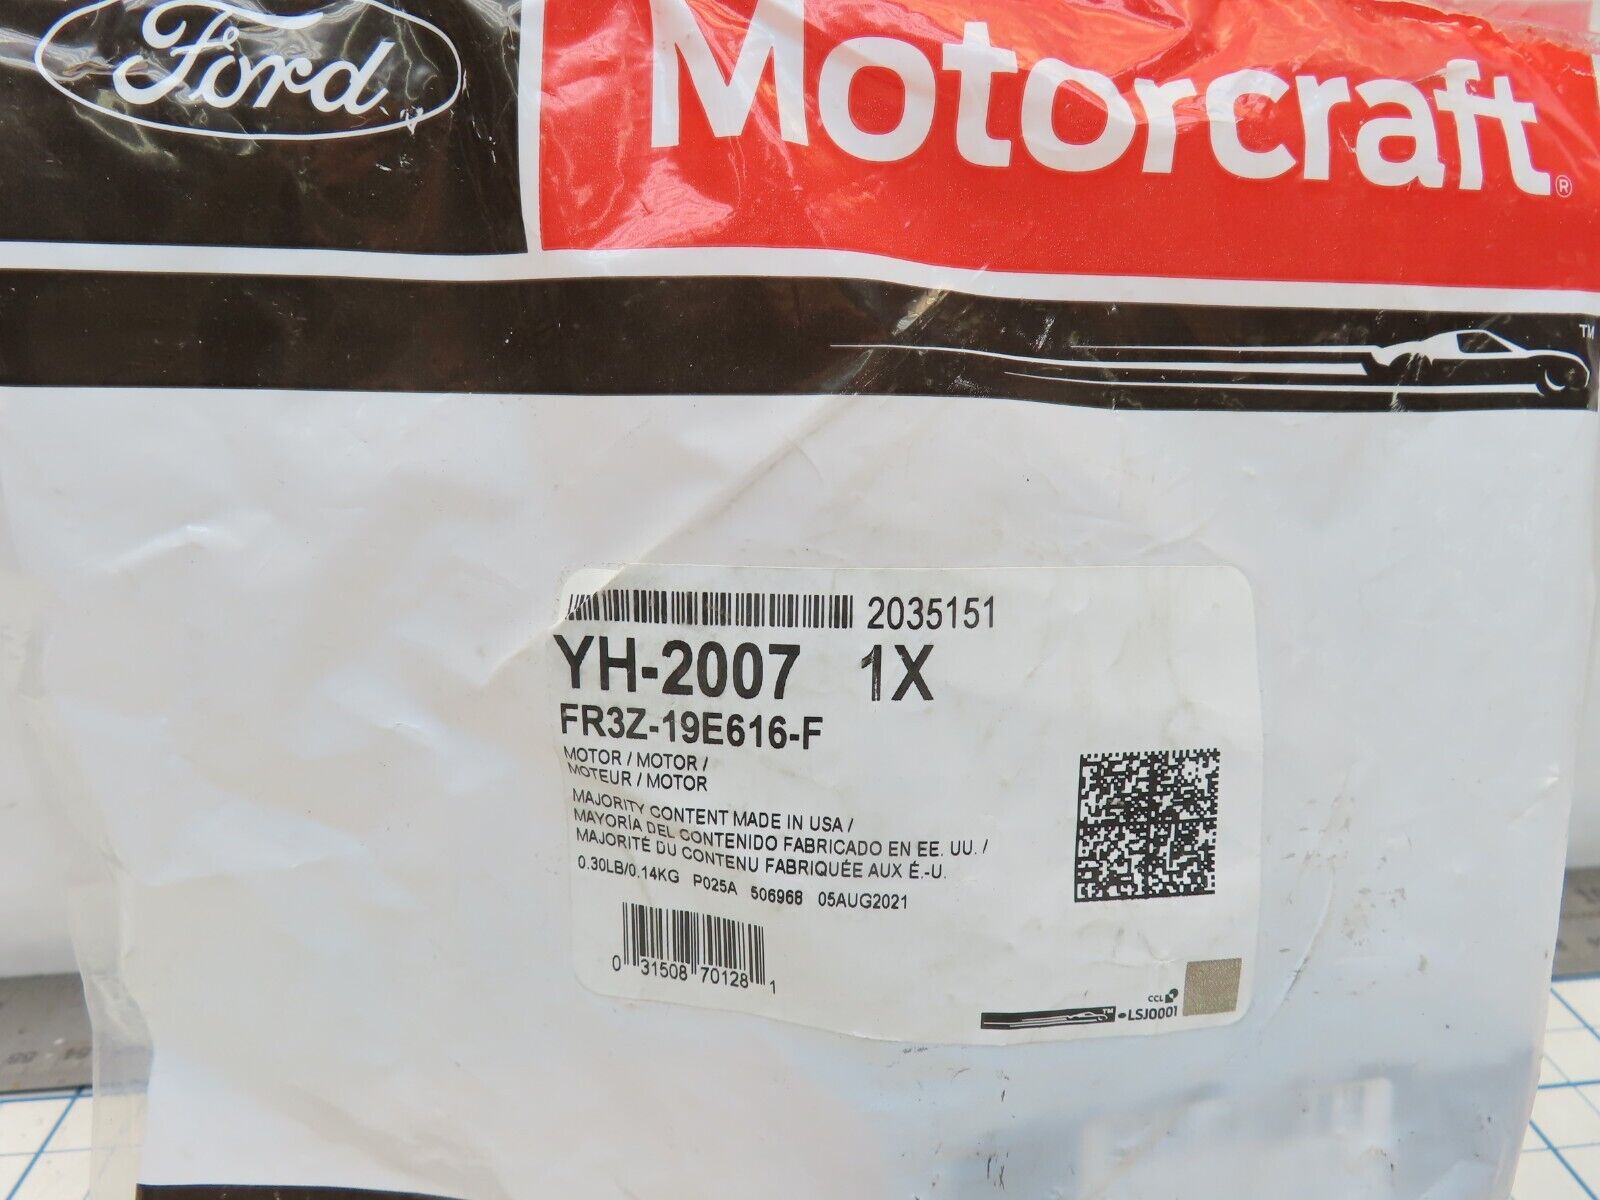 Ford
Motorcraft®
TM
2035151
YH-2007 1X
FR3Z-19E616-F
MOTOR / MOTOR /
MOTEUR / MOTOR
MAJORITY CONTENT MADE IN USA /
MAYORÍA DEL CONTENIDO FABRICADO EN EE. UU. /
MAJORITÉ DU CONTENU FABRIQUÉE AUX É.-U.
0.30LB/0.14KG P025A 506968 05AUG2021
0 31508 70128 1
CCL
TM
•LSJ0001